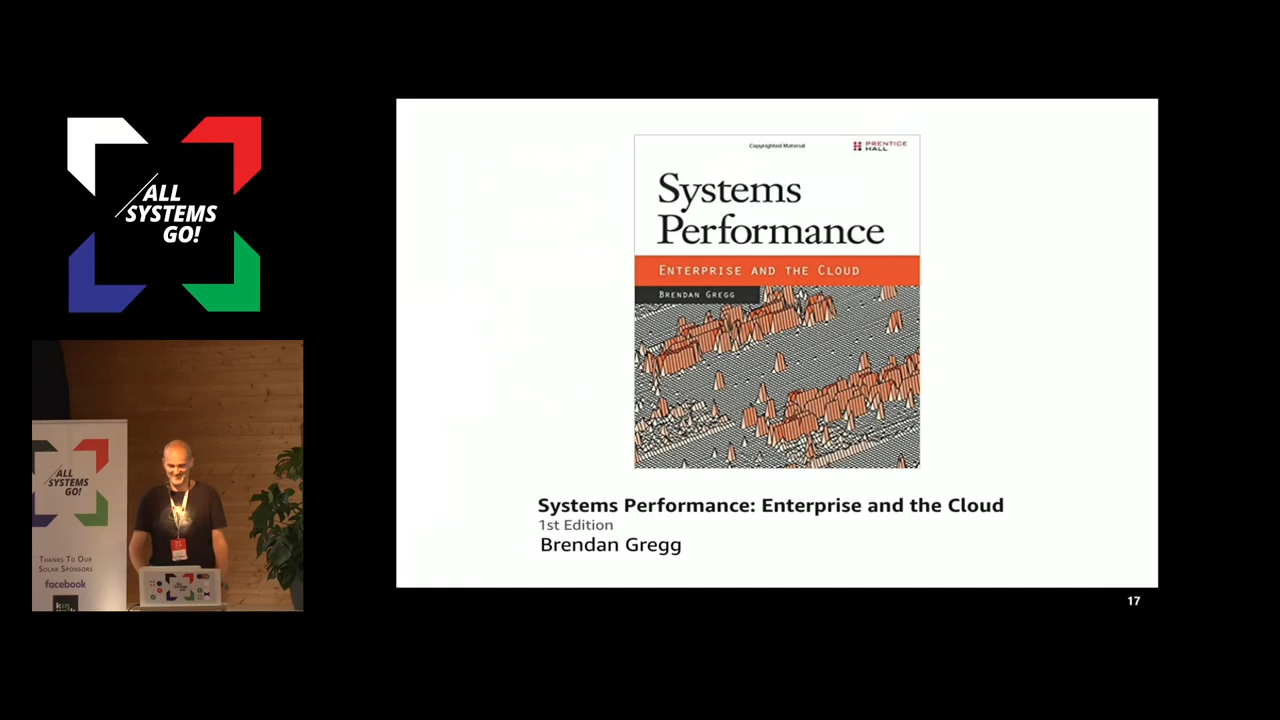 ALL
SYSTEMS
GO!
Copyrighted Material
PRENTICE
HALL
Systems
Performance
ENTERPRISE AND THE CLOUD
BRENDAN GREGG
Systems Performance: Enterprise and the Cloud
1st Edition
Brendan Gregg
17
ALL
SYSTEMS
GO!
THANKS TO OUR
SOLAR SPONSORS
facebook